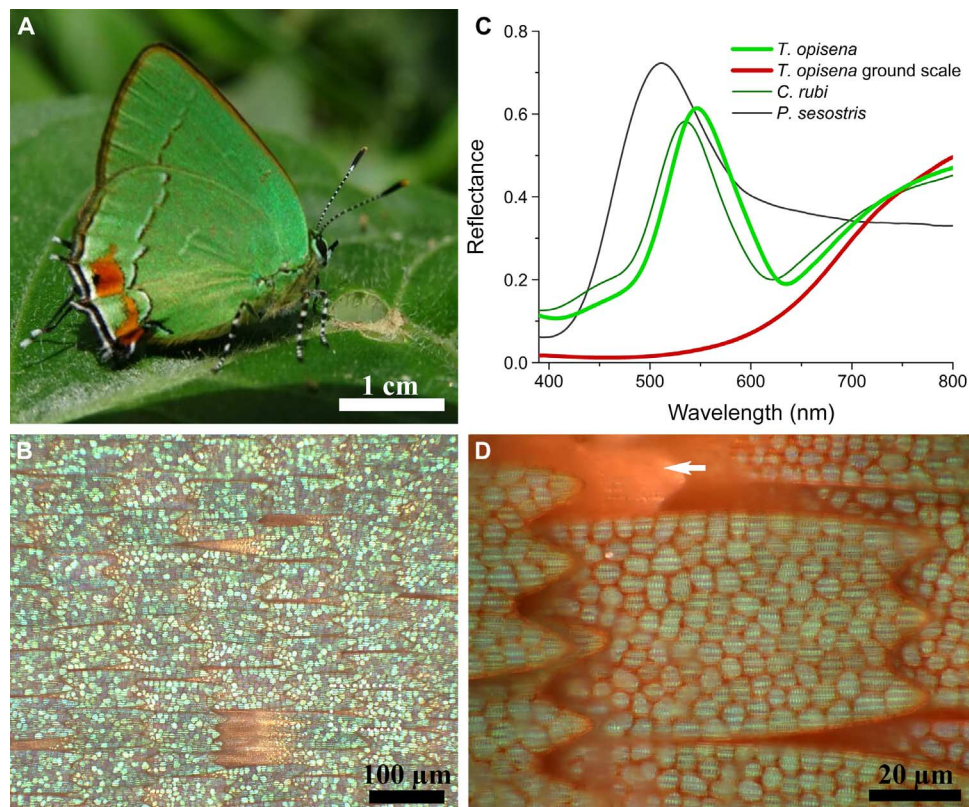 A
1 cm
B
100 µm
C
0.8
0.6
0.4
0.2
0.0
400
500
600
700
800
Reflectance
Wavelength (nm)
T. opisena
T. opisena ground scale
C. rubi
P. sesostris
D
20 µm